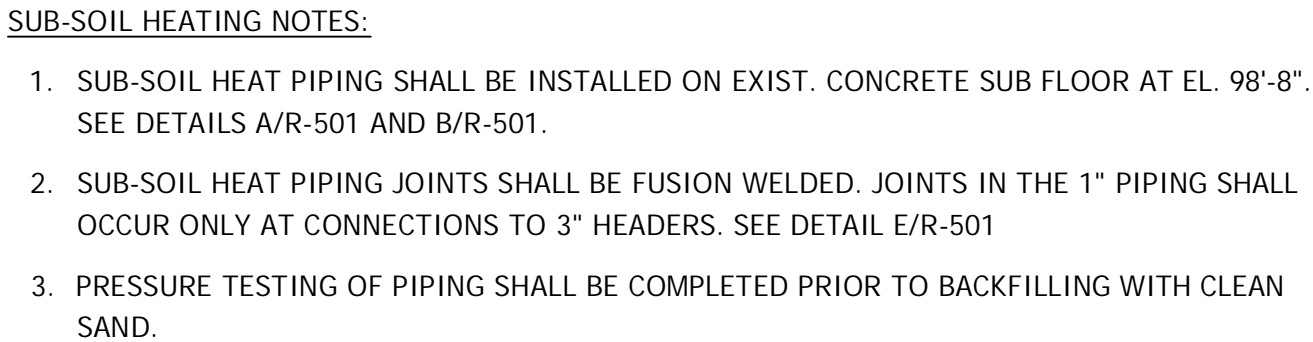 SUB-SOIL HEATING NOTES:
1. SUB-SOIL HEAT PIPING SHALL BE INSTALLED ON EXIST. CONCRETE SUB FLOOR AT EL. 98'-8".
SEE DETAILS A/R-501 AND B/R-501.
2. SUB-SOIL HEAT PIPING JOINTS SHALL BE FUSION WELDED. JOINTS IN THE 1" PIPING SHALL
OCCUR ONLY AT CONNECTIONS TO 3" HEADERS. SEE DETAIL E/R-501
3. PRESSURE TESTING OF PIPING SHALL BE COMPLETED PRIOR TO BACKFILLING WITH CLEAN
SAND.